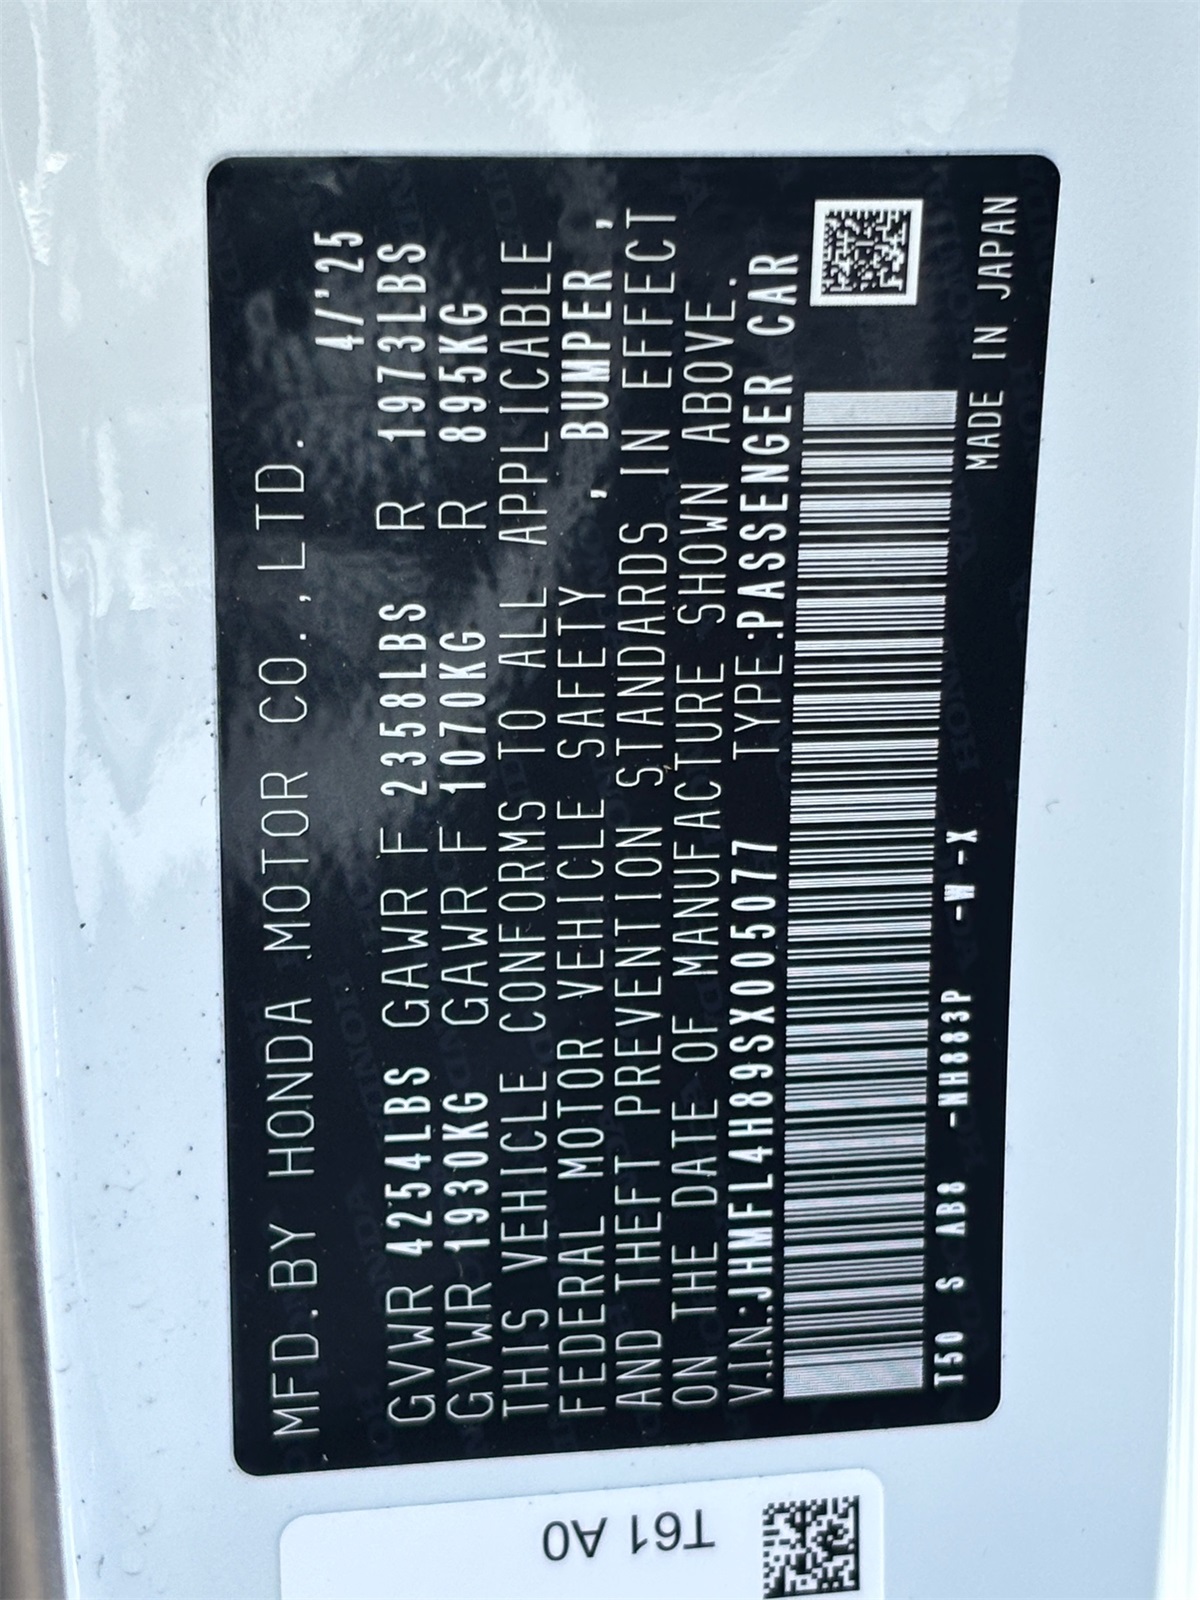 MFD. BY HONDA MOTOR CO., LTD. 4/'25
GVWR 4254LBS GAWR F 2358LBS R 1973LBS
GVWR 1930KG GAWR F 1070KG R 895KG
THIS VEHICLE CONFORMS TO ALL APPLICABLE
FEDERAL MOTOR VEHICLE SAFETY , BUMPER ,
AND THEFT PREVENTION STANDARDS IN EFFECT
ON THE DATE OF MANUFACTURE SHOWN ABOVE.
V.I.N.:JHMFL4H89SX005077 TYPE:PASSENGER CAR
T50 S AB8 -NH883P -W-X MADE IN JAPAN
T61 A0